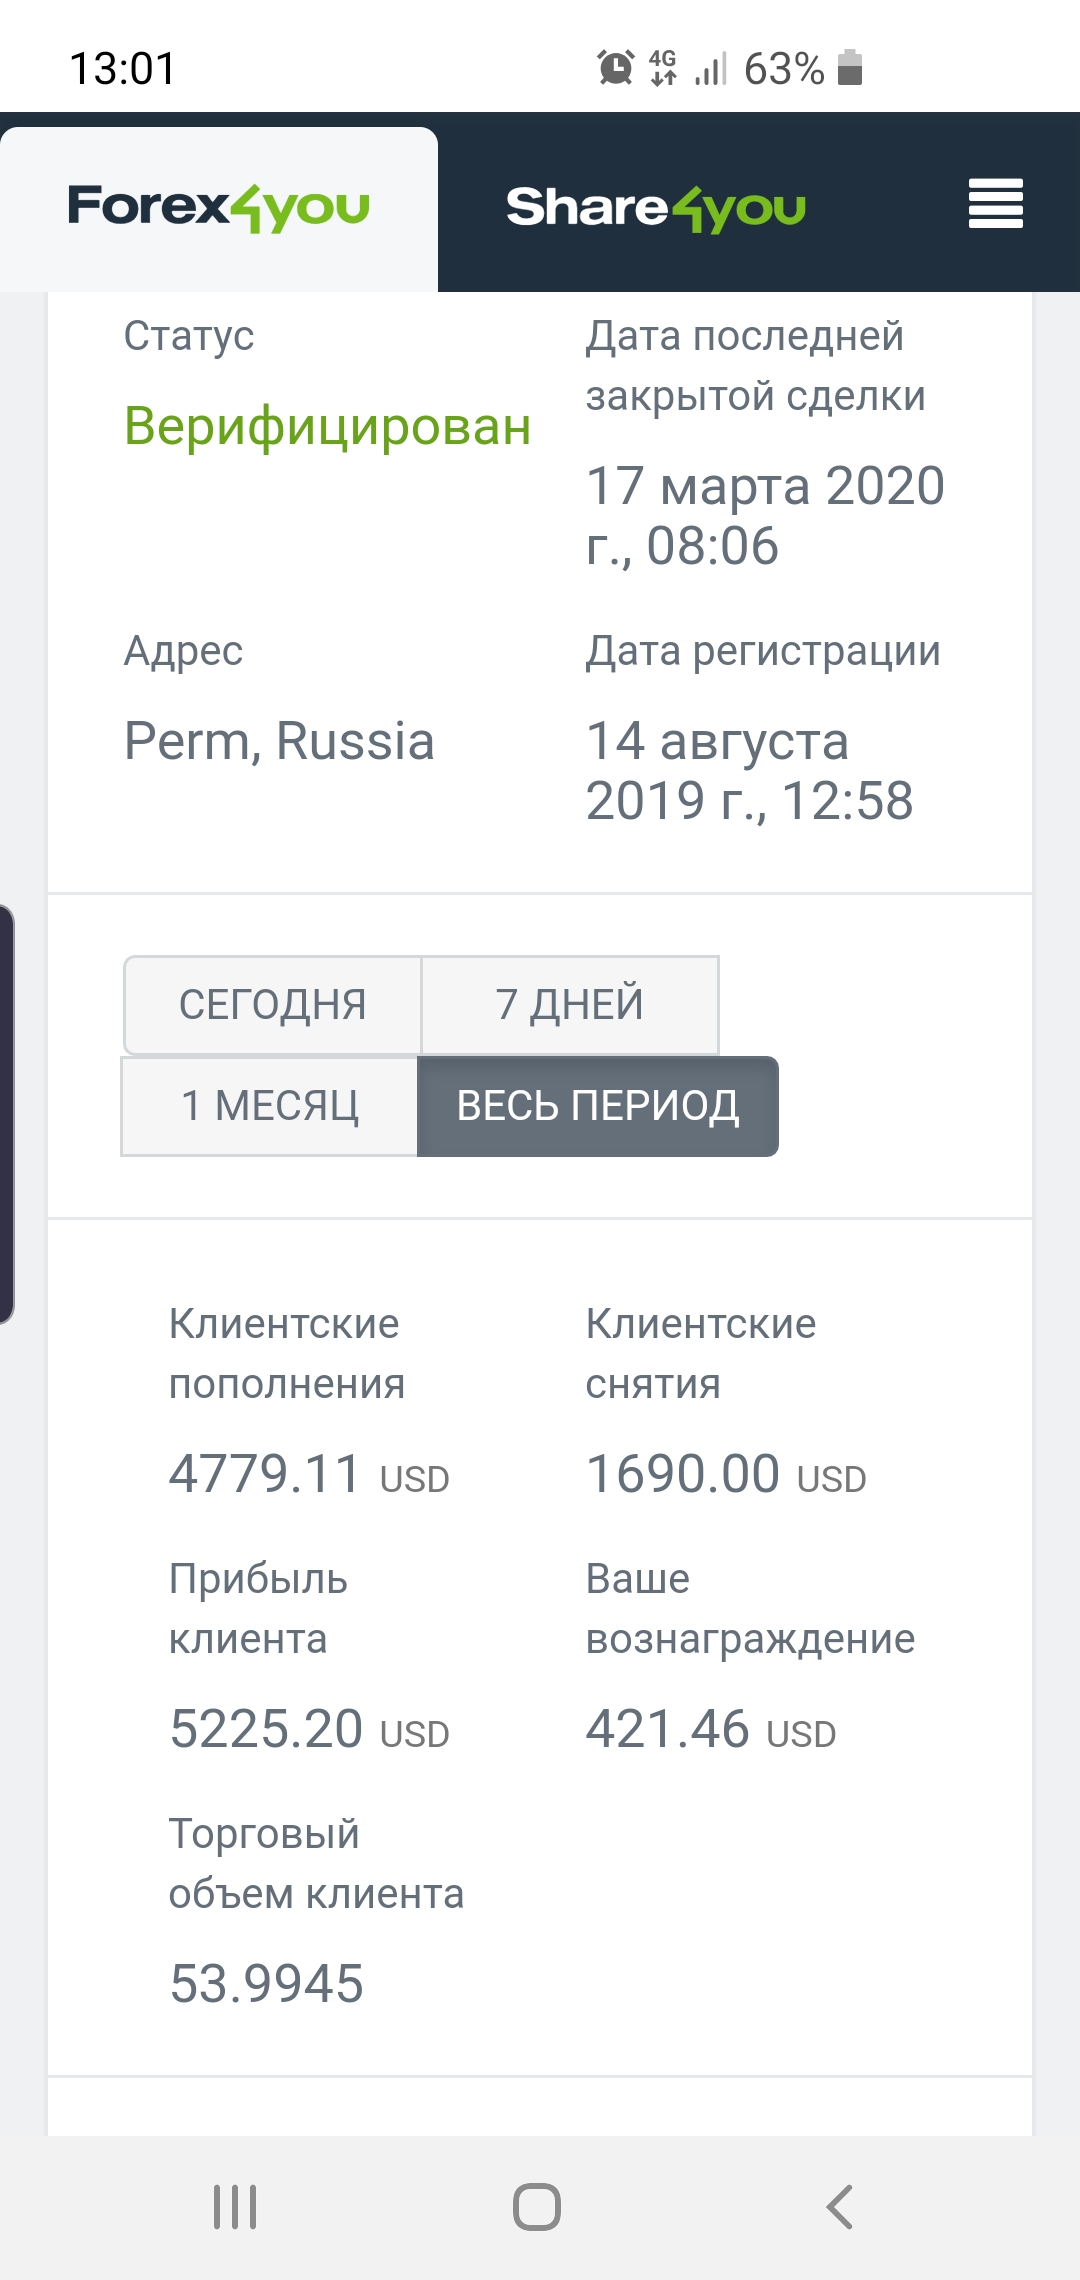 13:01 4G 63%
Forex4you Share4you
Статус
Верифицирован
Дата последней
закрытой сделки
17 марта 2020
г., 08:06
Адрес
Perm, Russia
Дата регистрации
14 августа
2019 г., 12:58
СЕГОДНЯ 7 ДНЕЙ
1 МЕСЯЦ ВЕСЬ ПЕРИОД
Клиентские
пополнения
4779.11 USD
Клиентские
снятия
1690.00 USD
Прибыль
клиента
5225.20 USD
Ваше
вознаграждение
421.46 USD
Торговый
объем клиента
53.9945